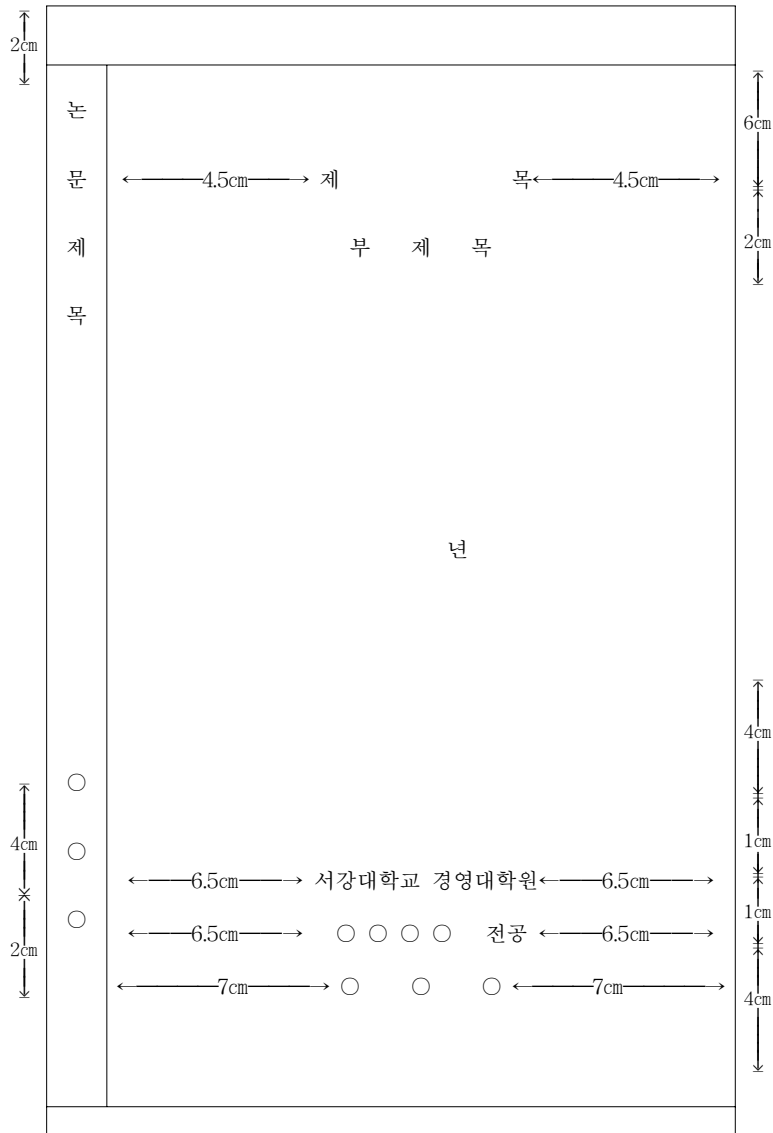 2cm
논
문
제
목
6cm
←4.5cm→ 제 목 ←4.5cm→
2cm
부 제 목
년
4cm
○
○
○
4cm
2cm
1cm
←6.5cm→ 서강대학교 경영대학원 ←6.5cm→
1cm
←6.5cm→ ○○○○ 전공 ←6.5cm→
←7cm→ ○ ○ ○ ←7cm→
4cm